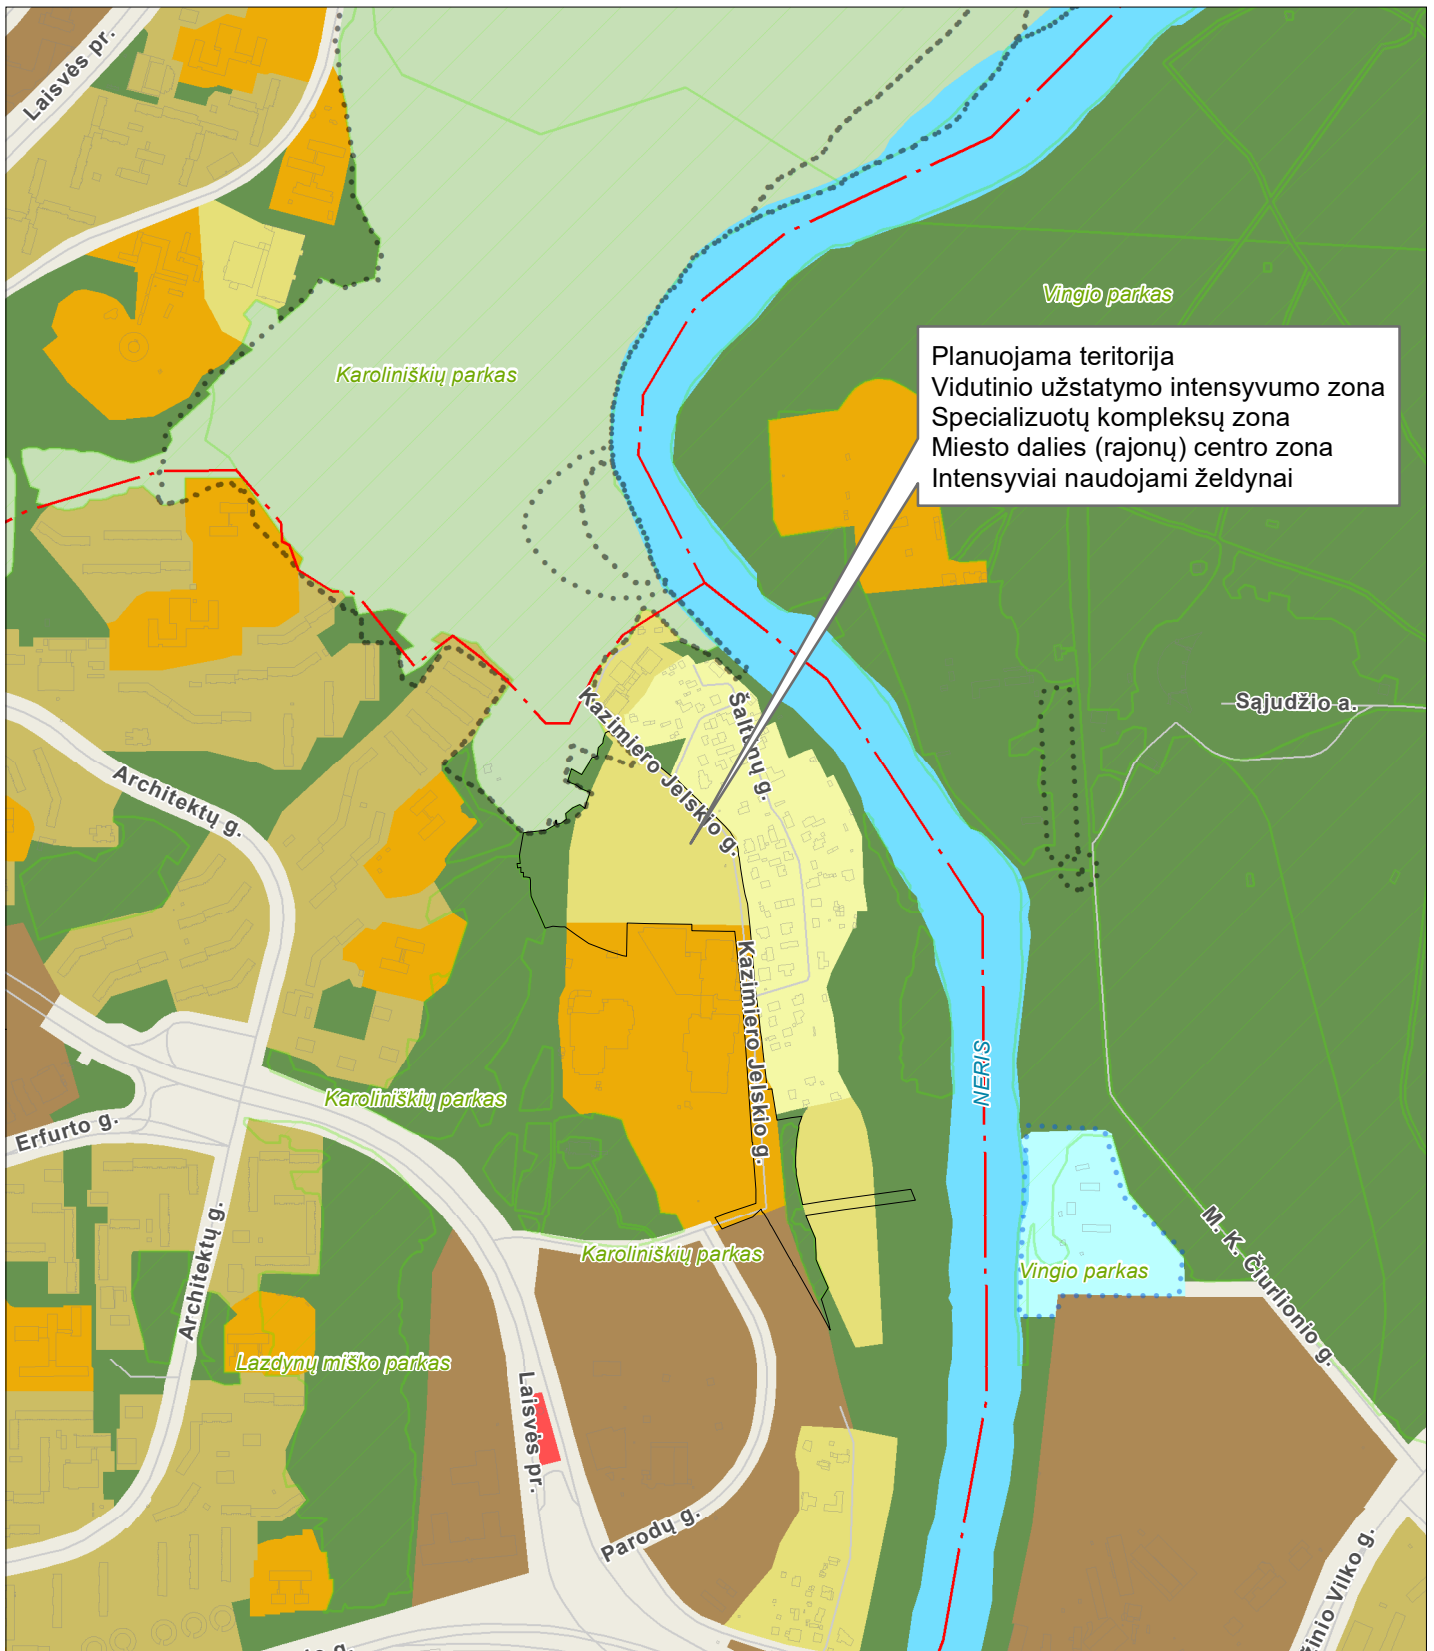 Laisvės pr.
Vingio parkas
Planuojama teritorija
Vidutinio užstatymo intensyvumo zona
Specializuotų kompleksų zona
Miesto dalies (rajonų) centro zona
Intensyviai naudojami želdynai
Karoliniškių parkas
Kazimiero Jelskio g.
Šaltūnų g.
Sąjudžio a.
Architektų g.
Kazimiero Jelskio g.
NERIS
Karoliniškių parkas
Erfurto g.
Architektų g.
Karoliniškių parkas
Vingio parkas
M. K. Čiurlionio g.
Lazdynų miško parkas
Laisvės pr.
Parodų g.
Vilko g.